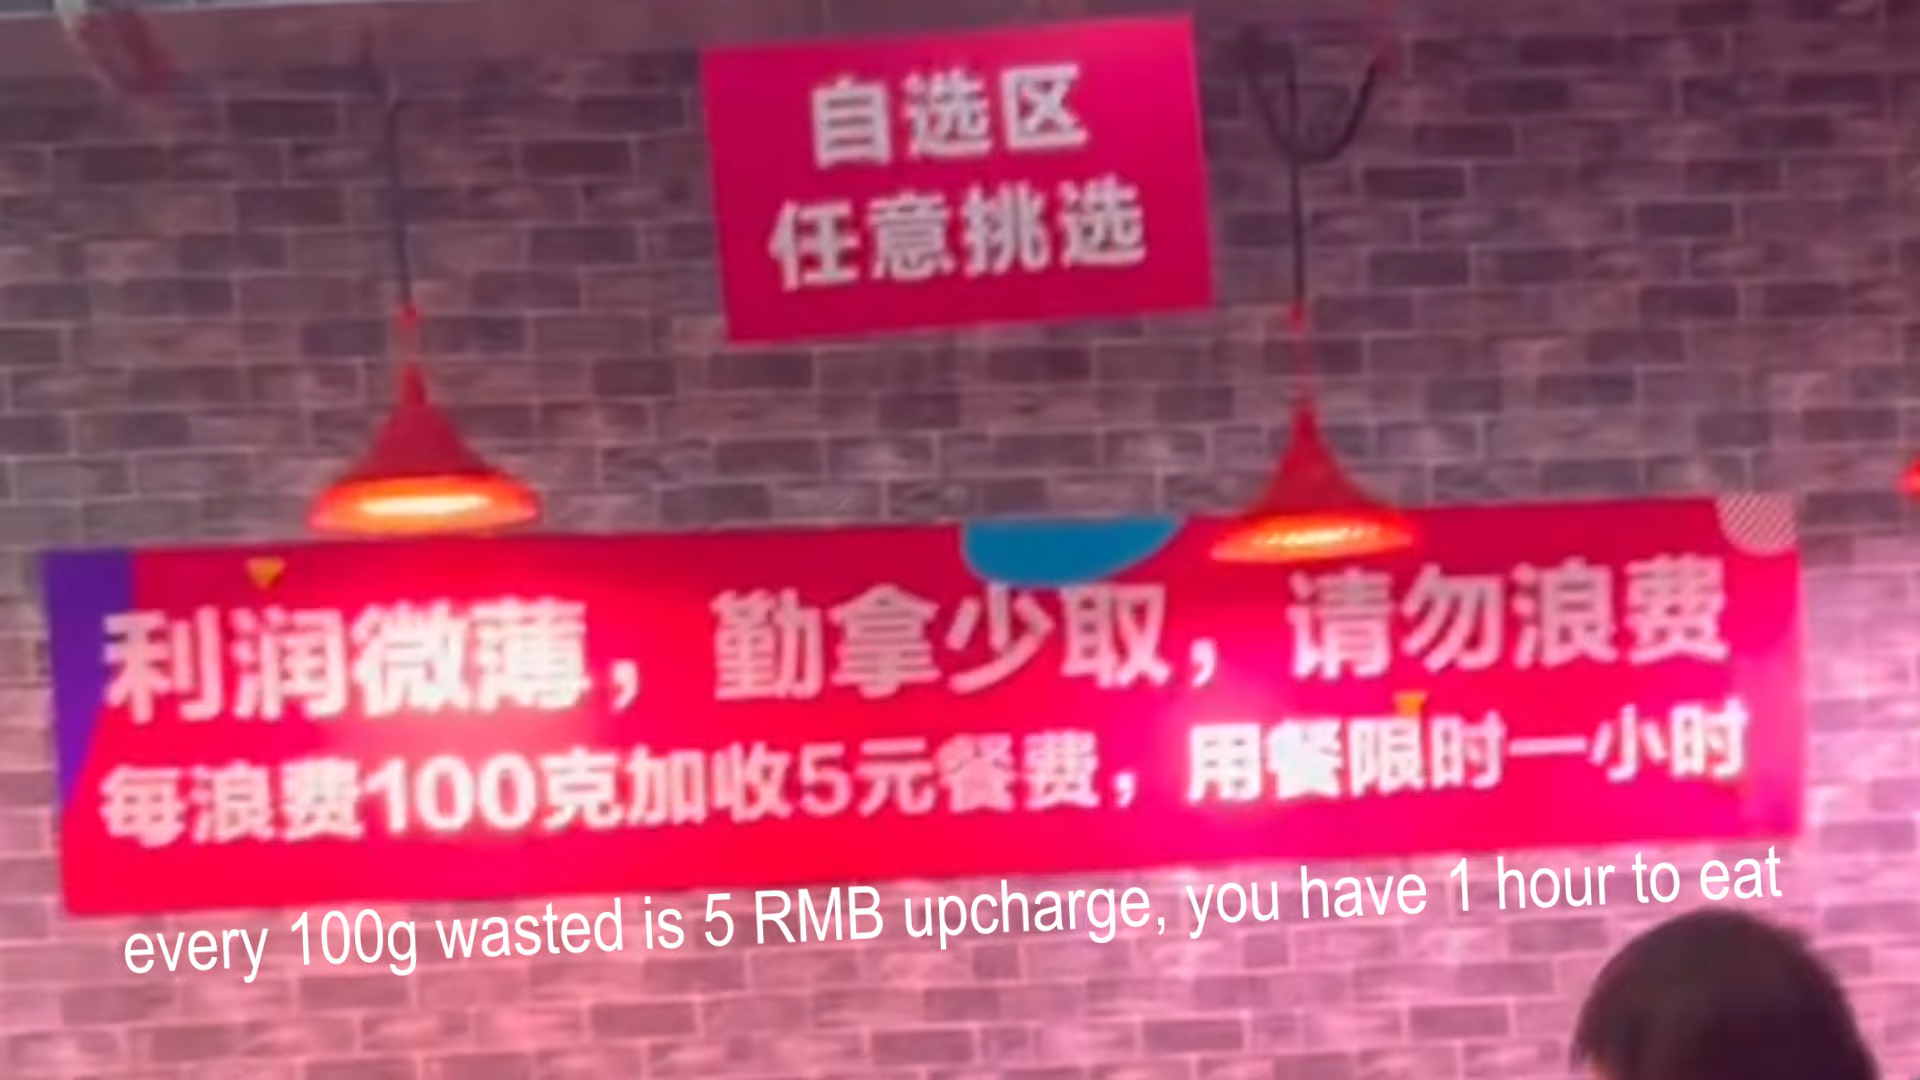 自选区
任意挑选
利润微薄，勤拿少取，请勿浪费
每浪费100克加收5元餐费，用餐限时一小时
every 100g wasted is 5 RMB upcharge, you have 1 hour to eat